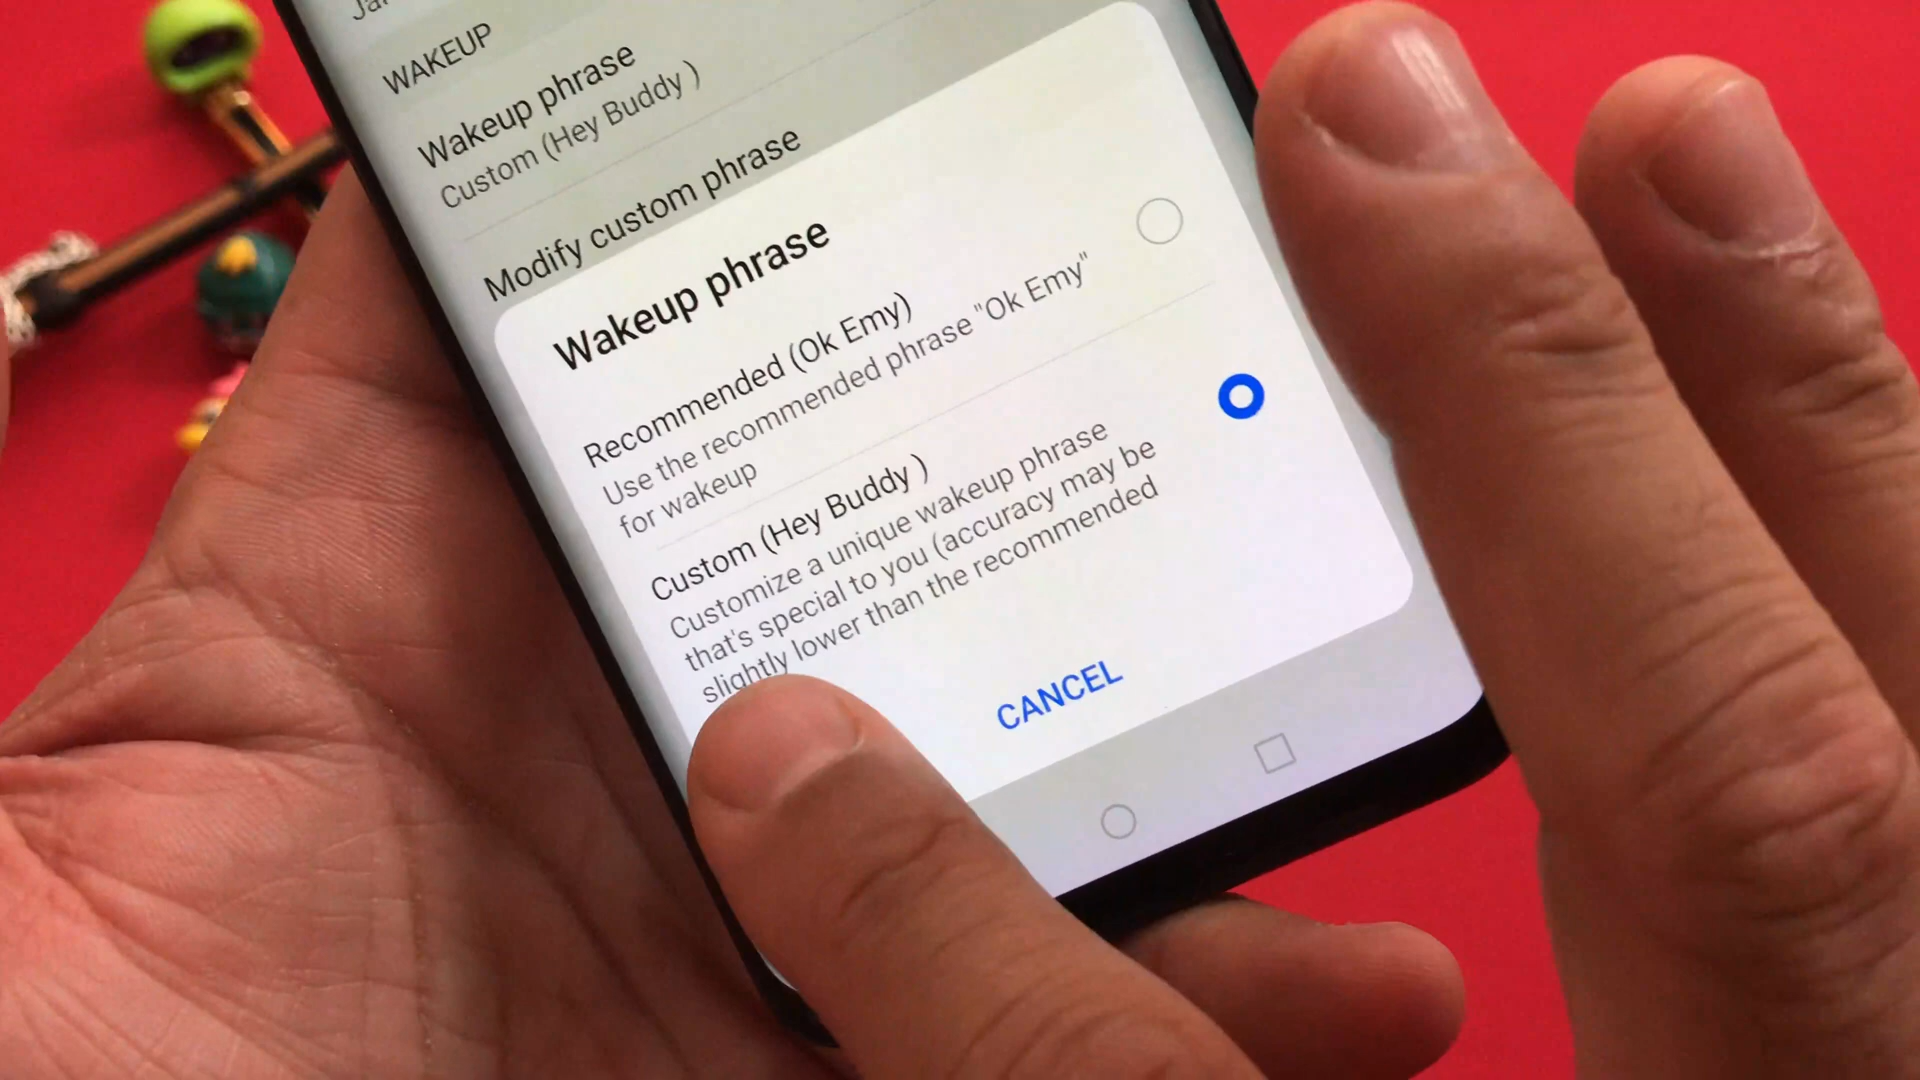 WAKEUP
Wakeup phrase
Custom (Hey Buddy )
Modify custom phrase
Wakeup phrase
Recommended (Ok Emy)
Use the recommended phrase "Ok Emy"
for wakeup
Custom (Hey Buddy )
Customize a unique wakeup phrase
that's special to you (accuracy may be
slightly lower than the recommended
CANCEL